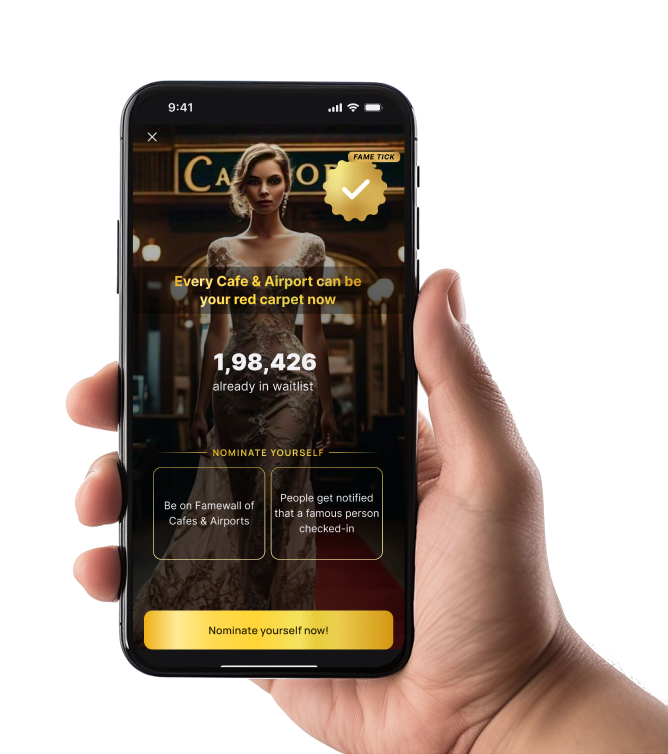 9:41
FAME TICK
Every Cafe & Airport can be
your red carpet now
1,98,426
already in waitlist
NOMINATE YOURSELF
Be on Famewall of
Cafes & Airports
People get notified
that a famous person
checked-in
Nominate yourself now!